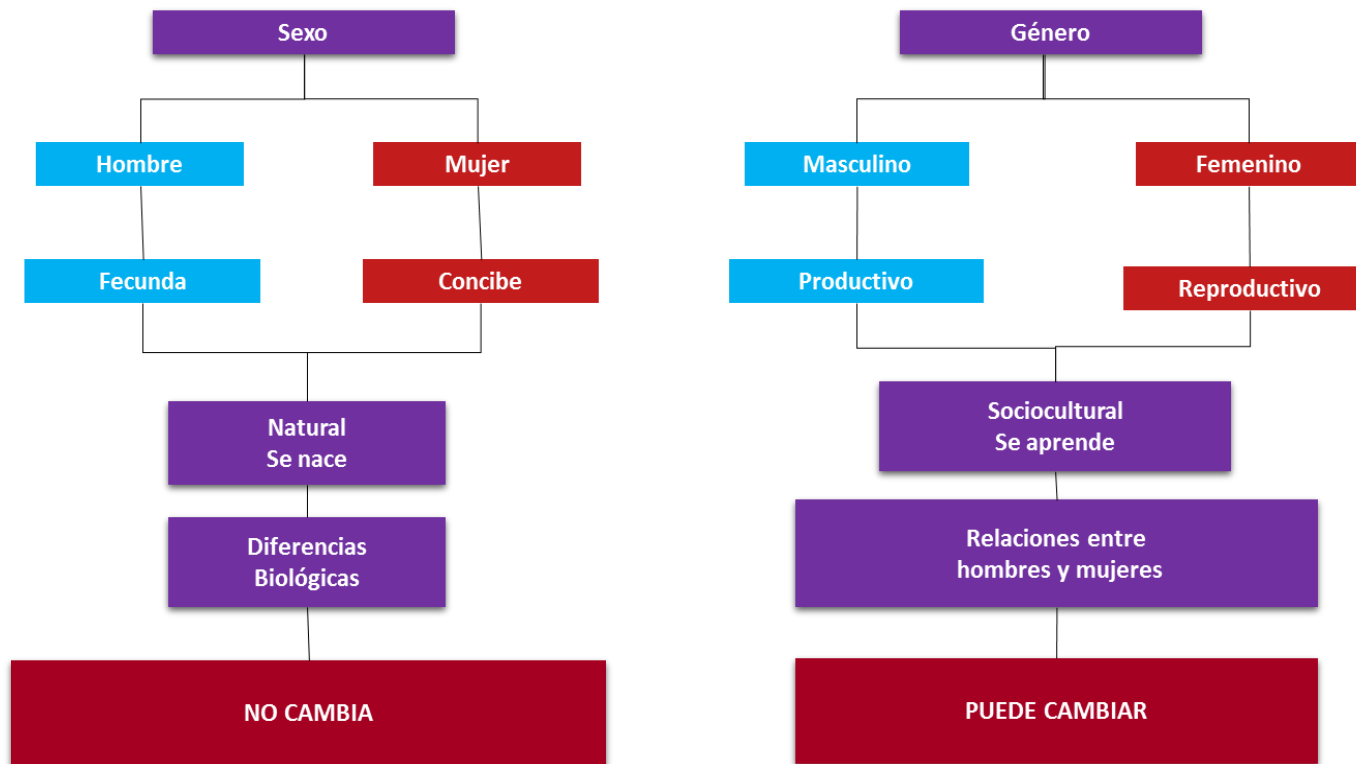 Sexo
Hombre
Mujer
Fecunda
Concibe
Natural
Se nace
Diferencias
Biológicas
NO CAMBIA
Género
Masculino
Femenino
Productivo
Reproductivo
Sociocultural
Se aprende
Relaciones entre
hombres y mujeres
PUEDE CAMBIAR